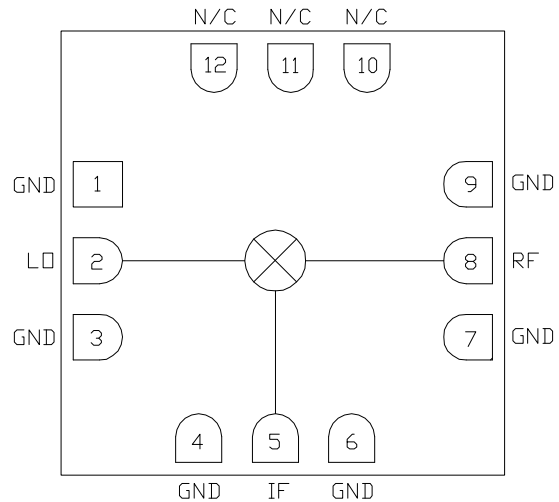 N/C N/C N/C
12 11 10
GND 1 9 GND
LO 2 8 RF
GND 3 7 GND
4 5 6
GND IF GND